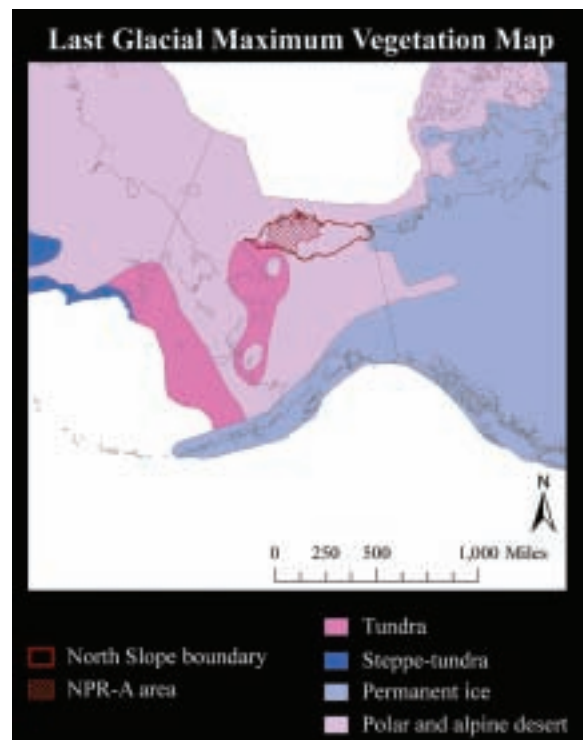 Last Glacial Maximum Vegetation Map
N
0 250 500 1,000 Miles
North Slope boundary
NPR-A area
Tundra
Steppe-tundra
Permanent ice
Polar and alpine desert